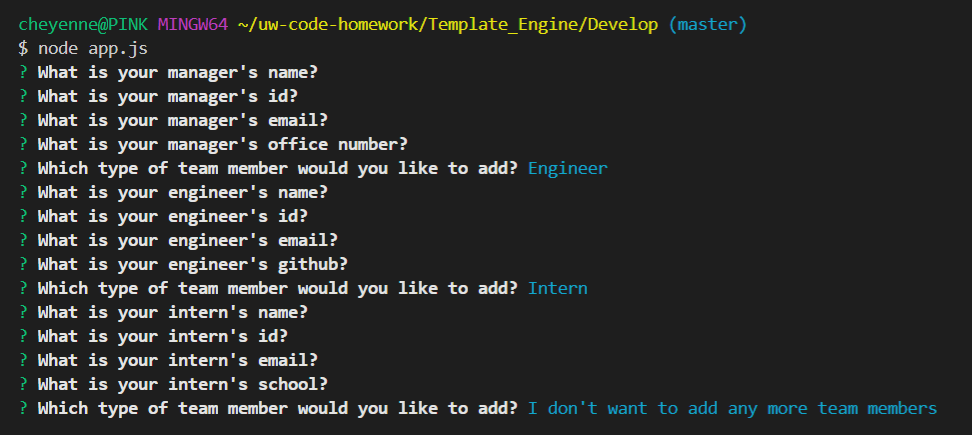 cheyenne@PINK MINGW64 ~/uw-code-homework/Template_Engine/Develop (master)
$ node app.js
? What is your manager's name?
? What is your manager's id?
? What is your manager's email?
? What is your manager's office number?
? Which type of team member would you like to add? Engineer
? What is your engineer's name?
? What is your engineer's id?
? What is your engineer's email?
? What is your engineer's github?
? Which type of team member would you like to add? Intern
? What is your intern's name?
? What is your intern's id?
? What is your intern's email?
? What is your intern's school?
? Which type of team member would you like to add? I don't want to add any more team members